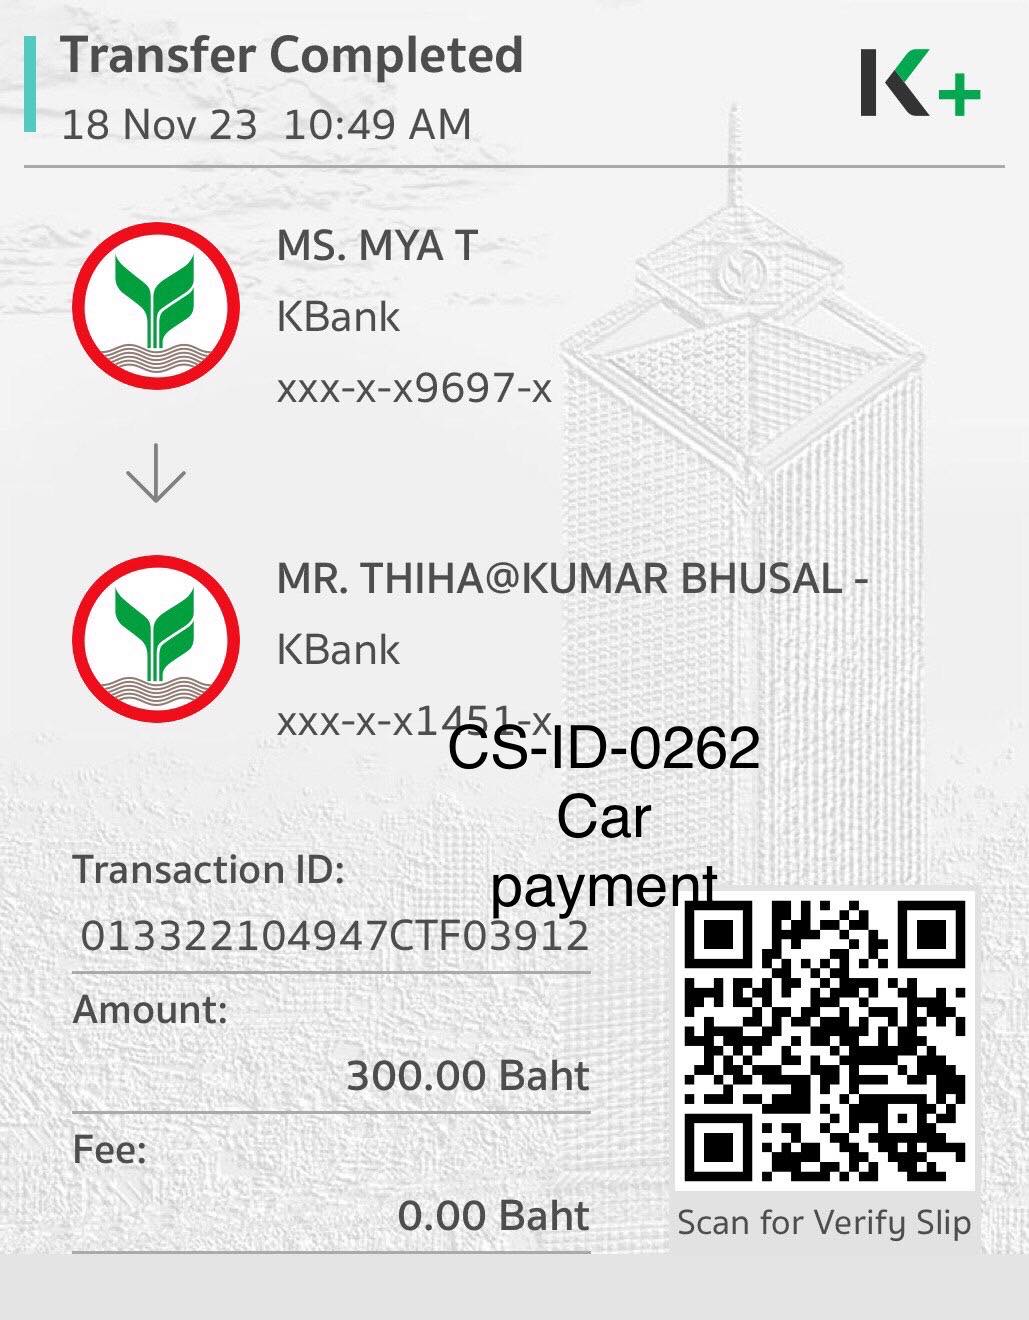 Transfer Completed
18 Nov 23 10:49 AM
K+
MS. MYA T
KBank
xxx-x-x9697-x
MR. THIHA@KUMAR BHUSAL -
KBank
xxx-x-x1451-x
CS-ID-0262
Car
payment
Transaction ID:
013322104947CTF03912
Amount:
300.00 Baht
Fee:
0.00 Baht
Scan for Verify Slip